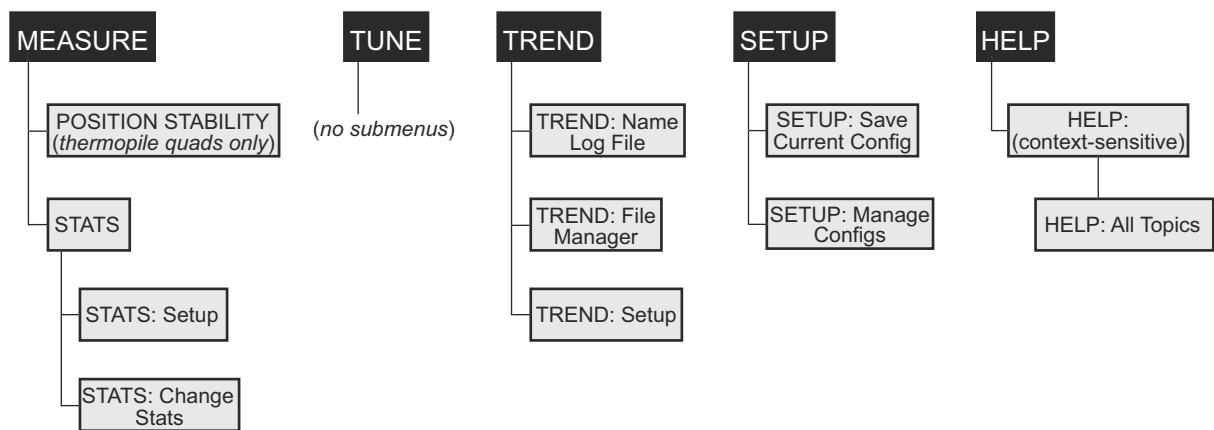 MEASURE
POSITION STABILITY
(thermopile quads only)
STATS
STATS: Setup
STATS: Change
Stats
TUNE
(no submenus)
TREND
TREND: Name
Log File
TREND: File
Manager
TREND: Setup
SETUP
SETUP: Save
Current Config
SETUP: Manage
Configs
HELP
HELP:
(context-sensitive)
HELP: All Topics